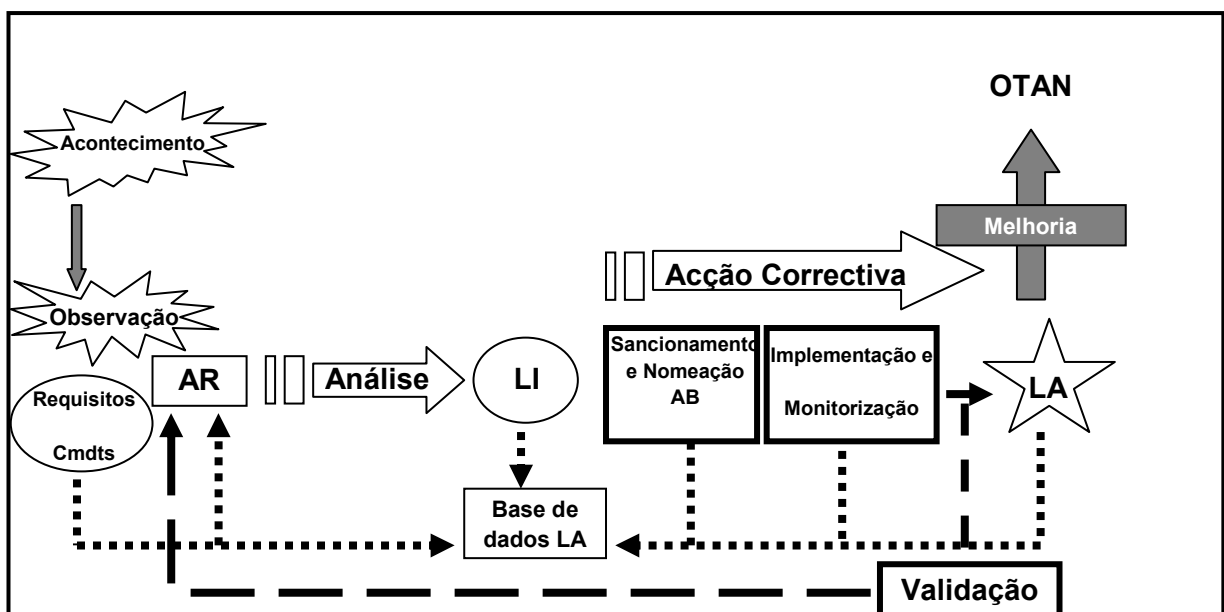 OTAN
Acontecimento
Melhoria
Acção Correctiva
Observação
Sancionamento
e Nomeação
AB
Implementação e
Monitorização
AR
Análise
LI
LA
Requisitos
Cmdts
Base de
dados LA
Validação